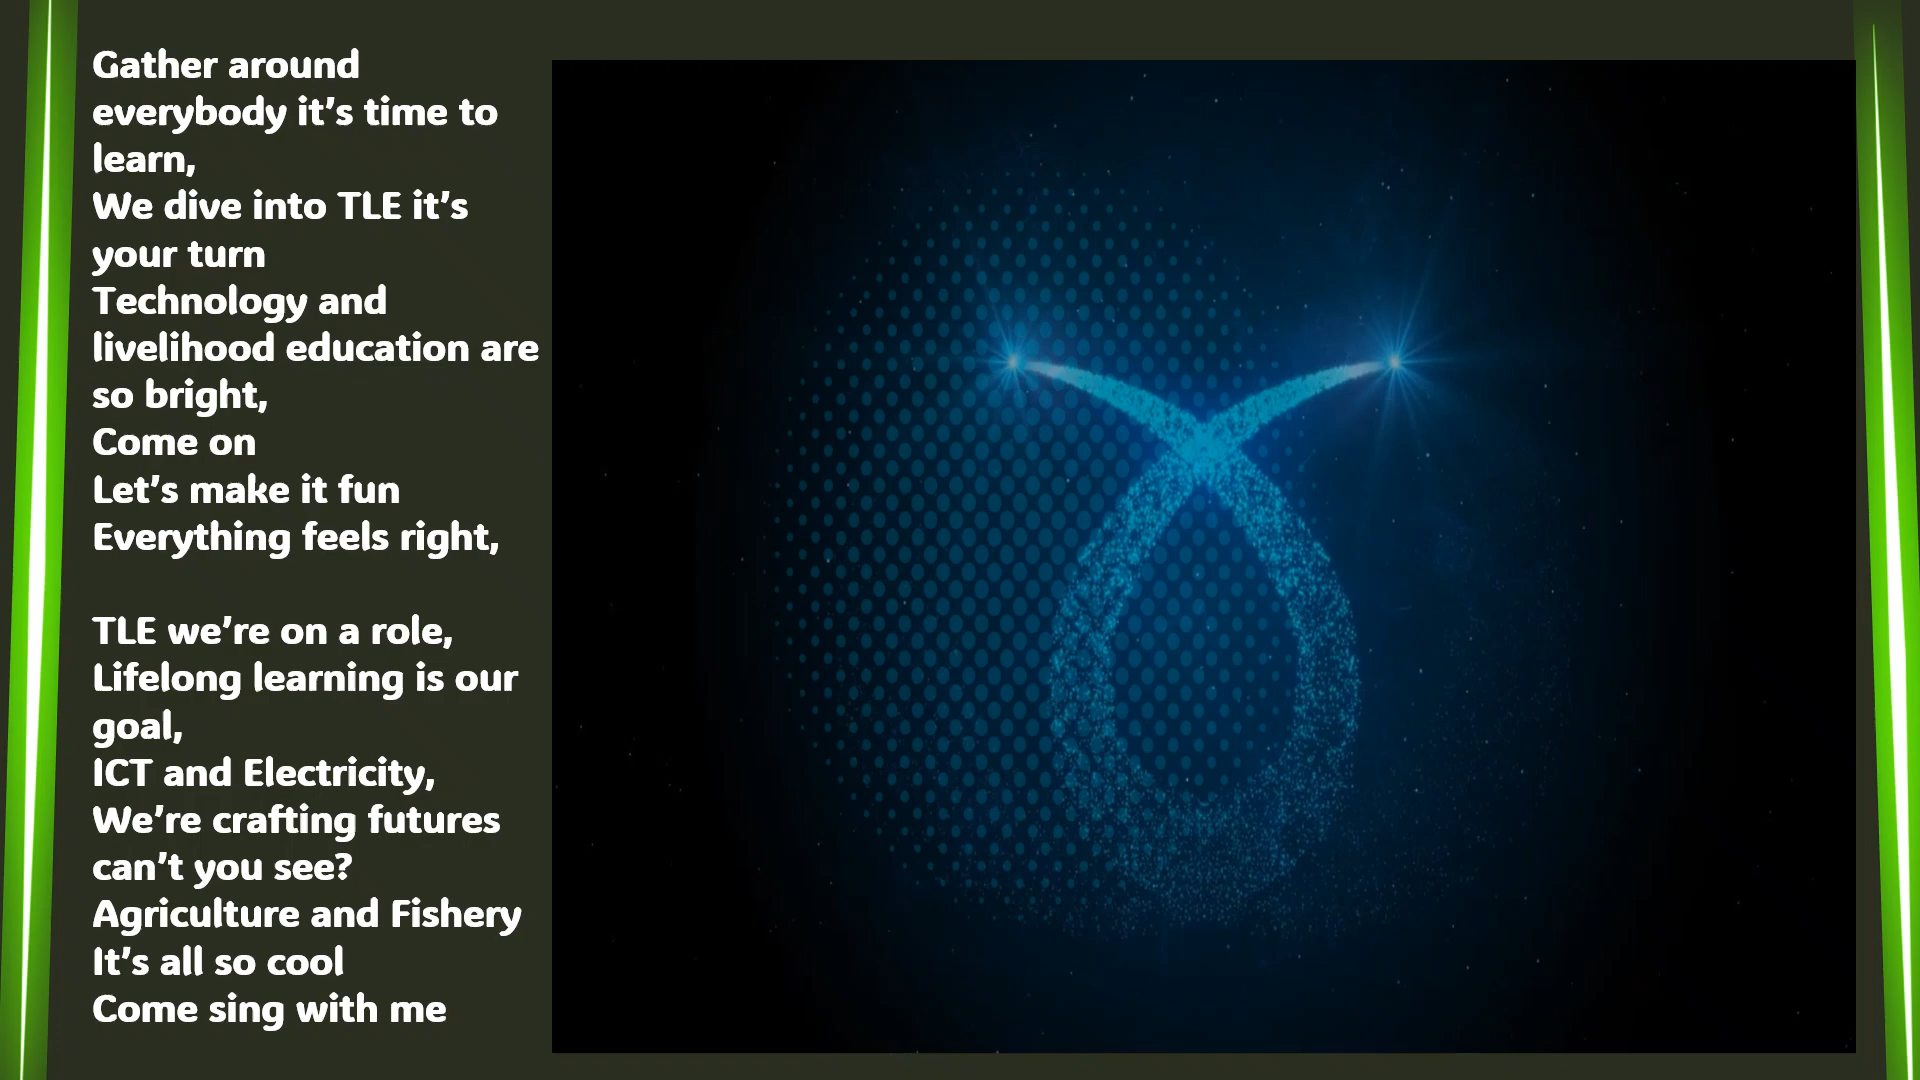 Gather around
everybody it's time to
learn,
We dive into TLE it's
your turn
Technology and
livelihood education are
so bright,
Come on
Let's make it fun
Everything feels right,
TLE we're on a role,
Lifelong learning is our
goal,
ICT and Electricity,
We're crafting futures
can't you see?
Agriculture and Fishery
It's all so cool
Come sing with me